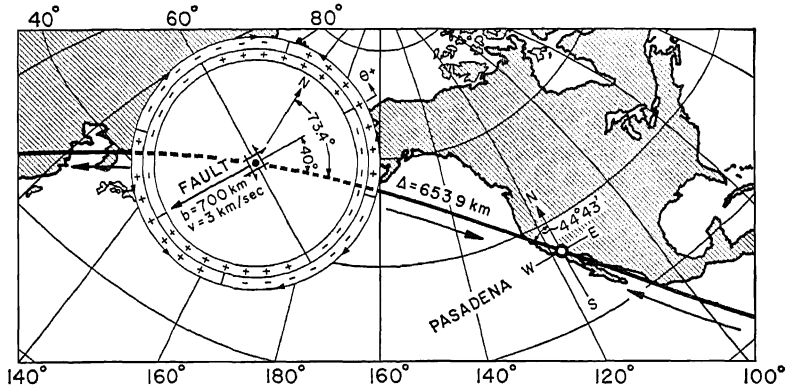 40° 60° 80°
θ+
N
73.4°
40°
FAULT
b=700 km
v=3 km/sec
Δ=6539 km
N
44°43'
E
W
PASADENA
S
140° 160° 180° 160° 140° 120° 100°